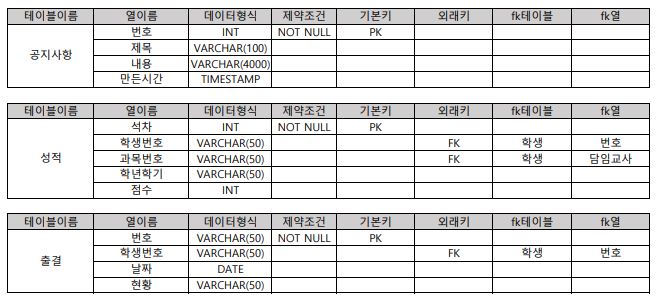 테이블이름 열이름 데이터형식 제약조건 기본키 외래키 fk테이블 fk열
번호 INT NOT NULL PK
제목 VARCHAR(100)
공지사항
내용 VARCHAR(4000)
만든시간 TIMESTAMP
테이블이름 열이름 데이터형식 제약조건 기본키 외래키 fk테이블 fk열
석차 INT NOT NULL PK
학생번호 VARCHAR(50) FK 학생 번호
성적 과목번호 VARCHAR(50) FK 학생 담임교사
학년학기 VARCHAR(50)
점수 INT
테이블이름 열이름 데이터형식 제약조건 기본키 외래키 fk테이블 fk열
번호 VARCHAR(50) NOT NULL PK
학생번호 VARCHAR(50) FK 학생 번호
출결
날짜 DATE
현황 VARCHAR(50)